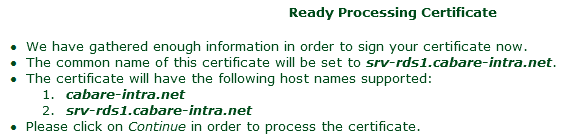 Ready Processing Certificate
• We have gathered enough information in order to sign your certificate now.
• The common name of this certificate will be set to srv-rds1.cabare-intra.net.
• The certificate will have the following host names supported:
1. cabare-intra.net
2. srv-rds1.cabare-intra.net
• Please click on Continue in order to process the certificate.